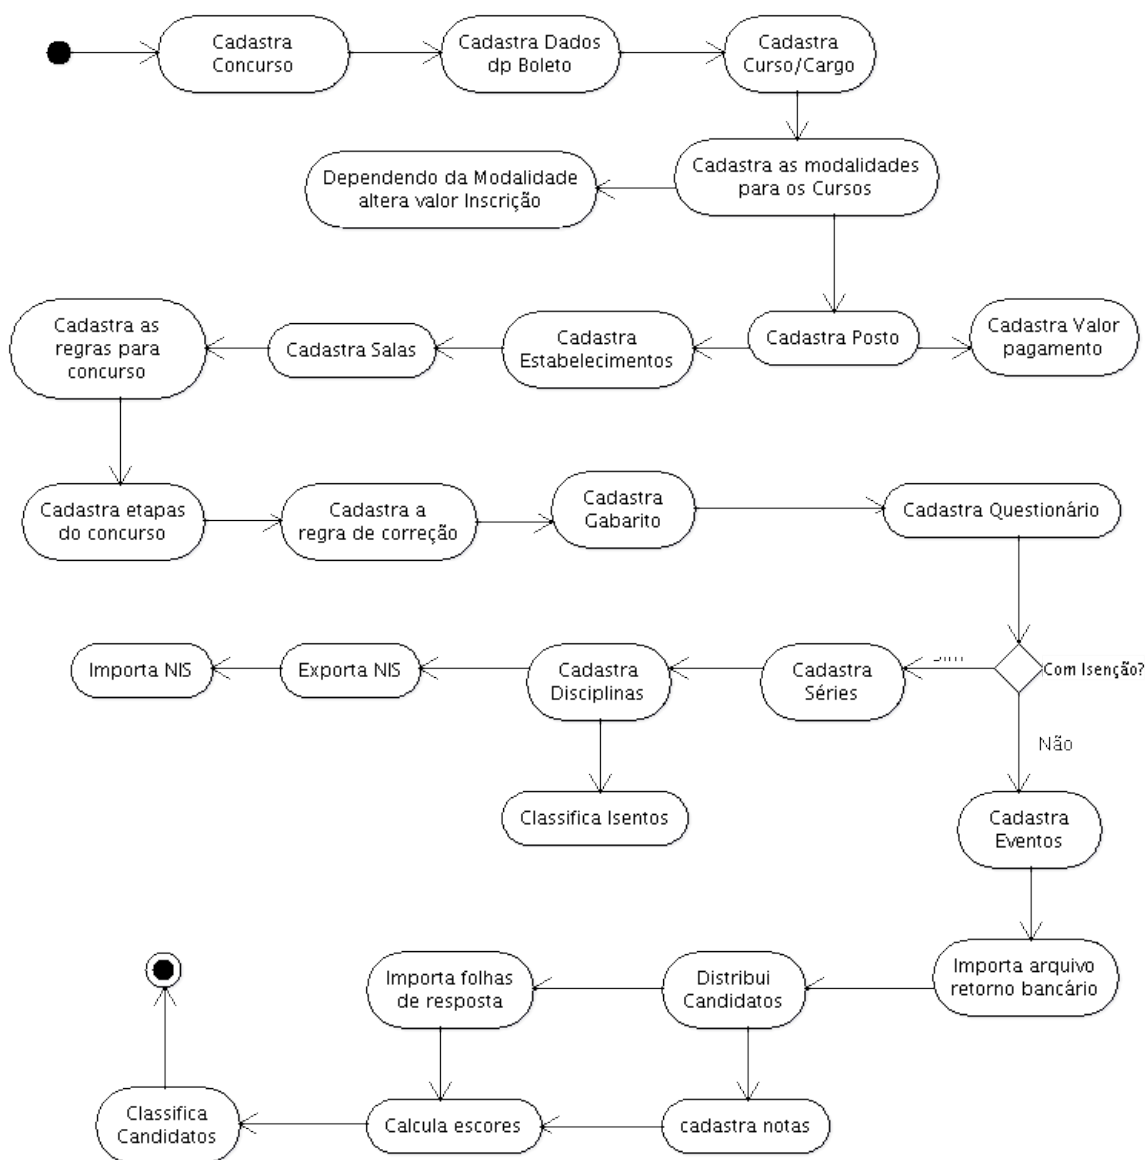 Cadastra
Concurso
Cadastra Dados
dp Boleto
Cadastra
Curso/Cargo
Dependendo da Modalidade
altera valor Inscrição
Cadastra as modalidades
para os Cursos
Cadastra as
regras para
concurso
Cadastra Salas
Cadastra
Estabelecimentos
Cadastra Posto
Cadastra Valor
pagamento
Cadastra etapas
do concurso
Cadastra a
regra de correção
Cadastra
Gabarito
Cadastra Questionário
Importa NIS
Exporta NIS
Cadastra
Disciplinas
Cadastra
Séries
Com Isenção?
Não
Classifica Isentos
Cadastra
Eventos
Importa folhas
de resposta
Distribui
Candidatos
Importa arquivo
retorno bancário
Classifica
Candidatos
Calcula escores
cadastra notas